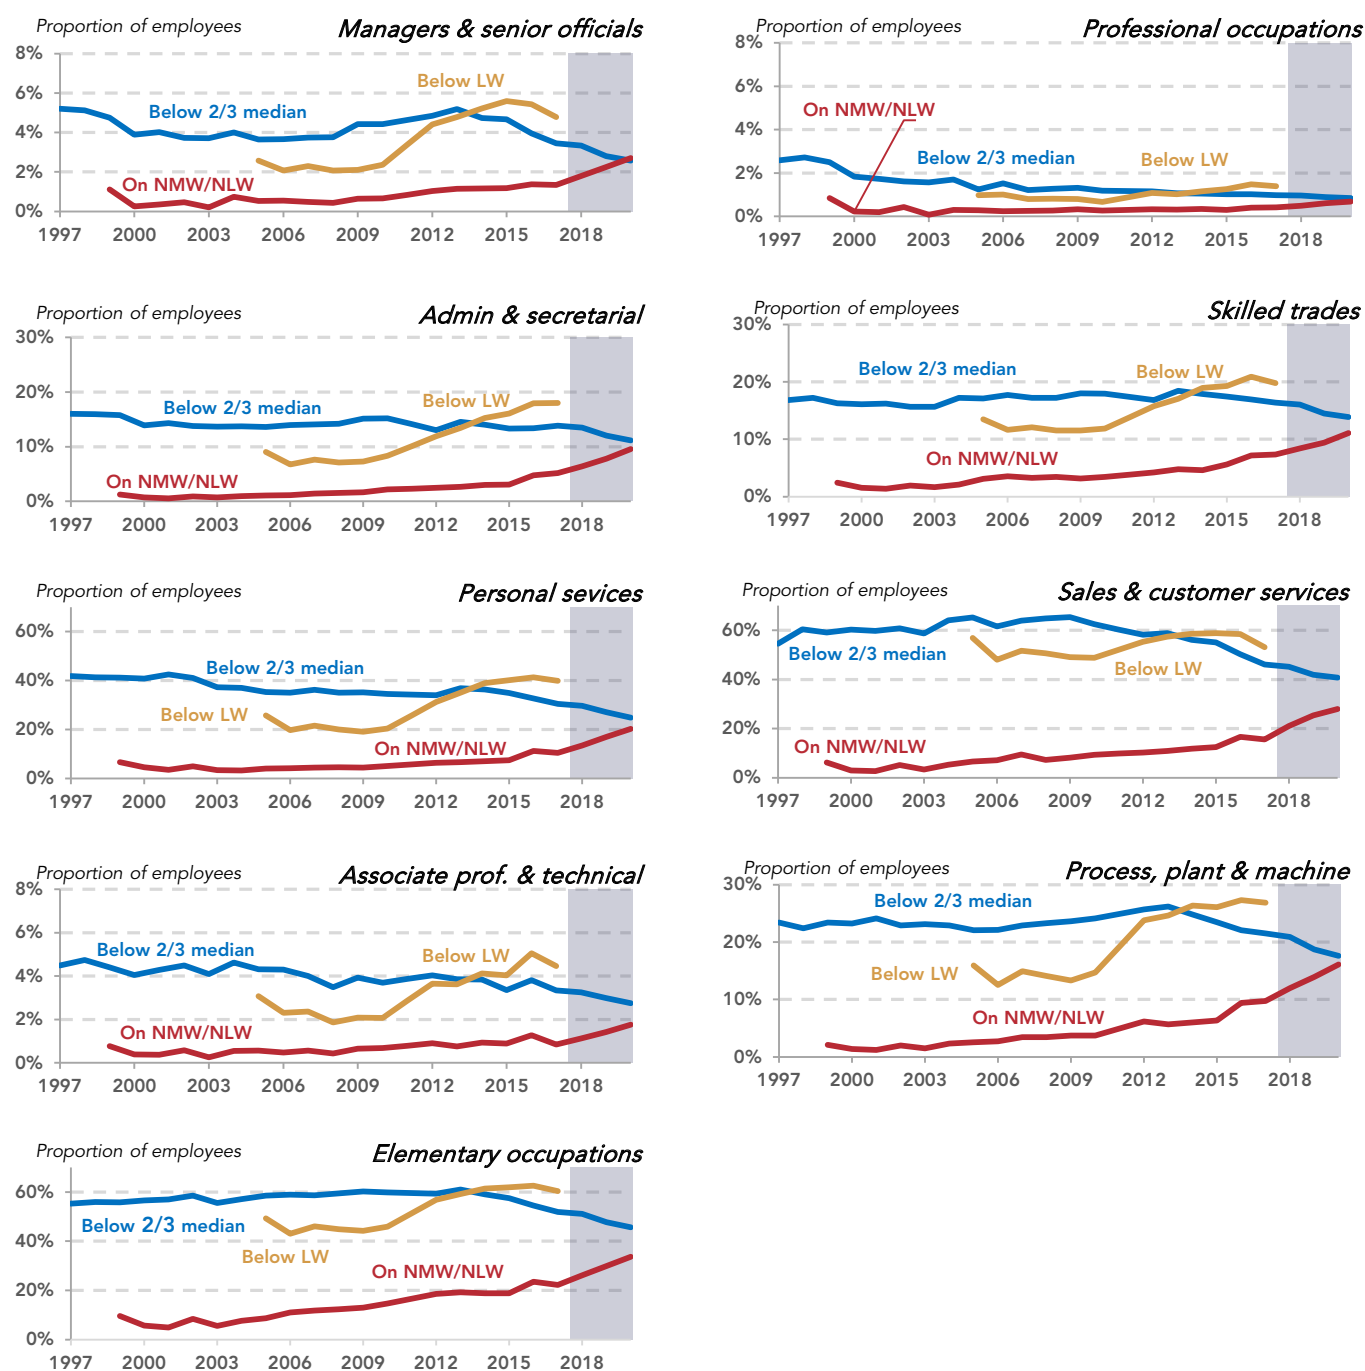 Proportion of employees
Managers & senior officials
8%
6%
4%
2%
0%
Below 2/3 median
Below LW
On NMW/NLW
1997 2000 2003 2006 2009 2012 2015 2018
Proportion of employees
Professional occupations
8%
6%
4%
2%
0%
On NMW/NLW
Below 2/3 median
Below LW
1997 2000 2003 2006 2009 2012 2015 2018
Proportion of employees
Admin & secretarial
30%
20%
10%
0%
Below 2/3 median
Below LW
On NMW/NLW
1997 2000 2003 2006 2009 2012 2015 2018
Proportion of employees
Skilled trades
30%
20%
10%
0%
Below 2/3 median
Below LW
On NMW/NLW
1997 2000 2003 2006 2009 2012 2015 2018
Proportion of employees
Personal sevices
60%
40%
20%
0%
Below 2/3 median
Below LW
On NMW/NLW
1997 2000 2003 2006 2009 2012 2015 2018
Proportion of employees
Sales & customer services
60%
40%
20%
0%
Below 2/3 median
Below LW
On NMW/NLW
1997 2000 2003 2006 2009 2012 2015 2018
Proportion of employees
Associate prof. & technical
8%
6%
4%
2%
0%
Below 2/3 median
Below LW
On NMW/NLW
1997 2000 2003 2006 2009 2012 2015 2018
Proportion of employees
Process, plant & machine
30%
20%
10%
0%
Below 2/3 median
Below LW
On NMW/NLW
1997 2000 2003 2006 2009 2012 2015 2018
Proportion of employees
Elementary occupations
60%
40%
20%
0%
Below 2/3 median
Below LW
On NMW/NLW
1997 2000 2003 2006 2009 2012 2015 2018